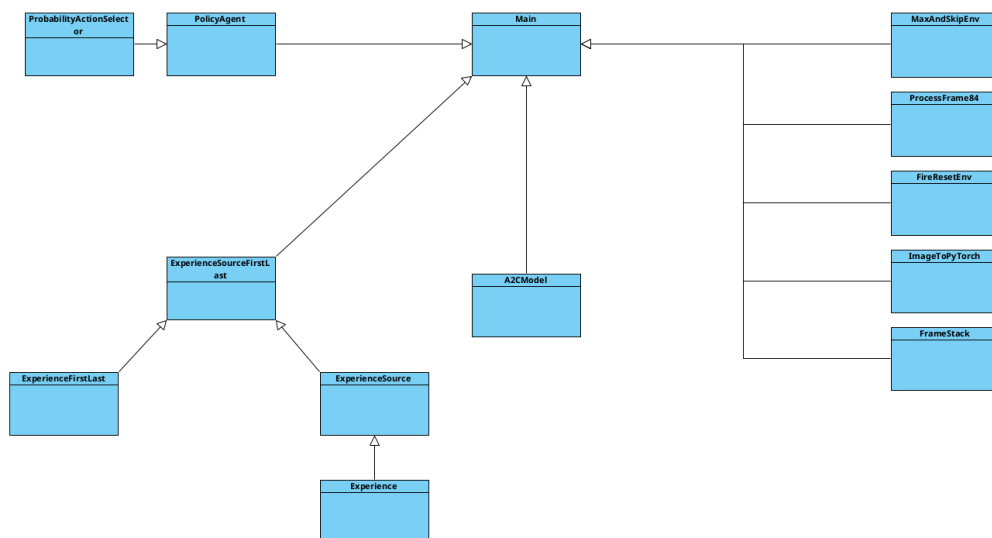 ProbabilityActionSelect
or
PolicyAgent
Main
MaxAndSkipEnv
ProcessFrame84
FireResetEnv
ExperienceSourceFirstL
ast
A2CModel
ImageToPyTorch
FrameStack
ExperienceFirstLast
ExperienceSource
Experience